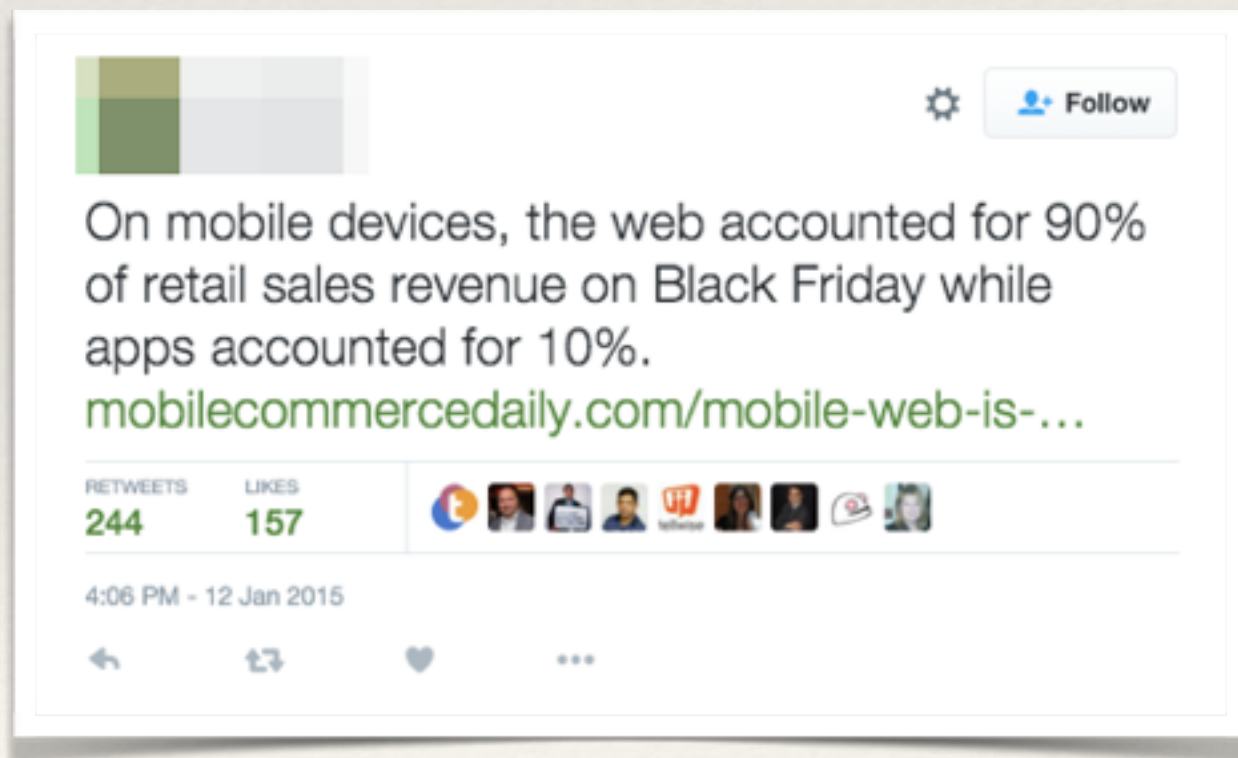 Follow
On mobile devices, the web accounted for 90%
of retail sales revenue on Black Friday while
apps accounted for 10%.
mobilecommercedaily.com/mobile-web-is-...
RETWEETS LIKES
244 157
tellwise
4:06 PM - 12 Jan 2015